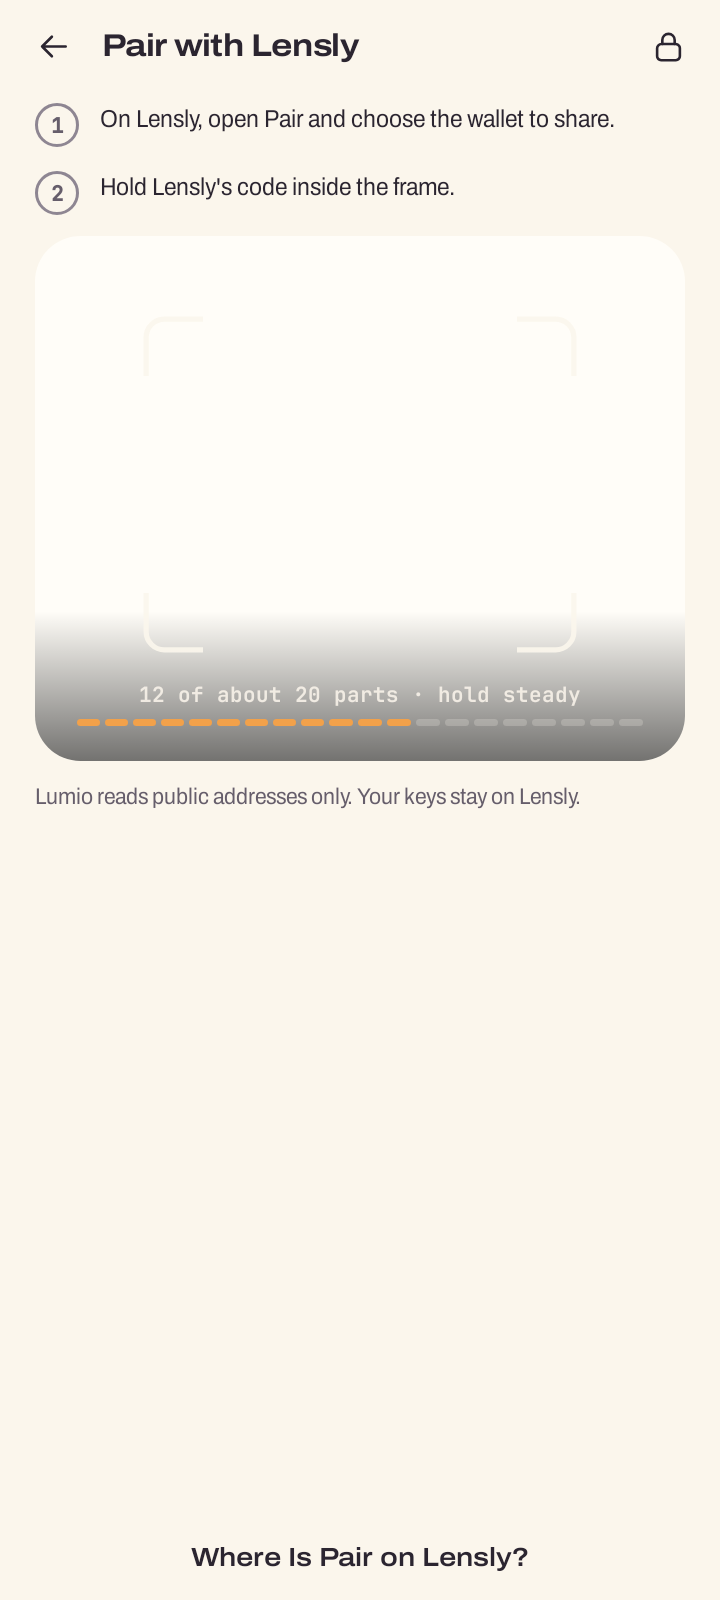 Pair with Lensly
1 On Lensly, open Pair and choose the wallet to share.
2 Hold Lensly's code inside the frame.
12 of about 20 parts · hold steady
Lumio reads public addresses only. Your keys stay on Lensly.
Where Is Pair on Lensly?